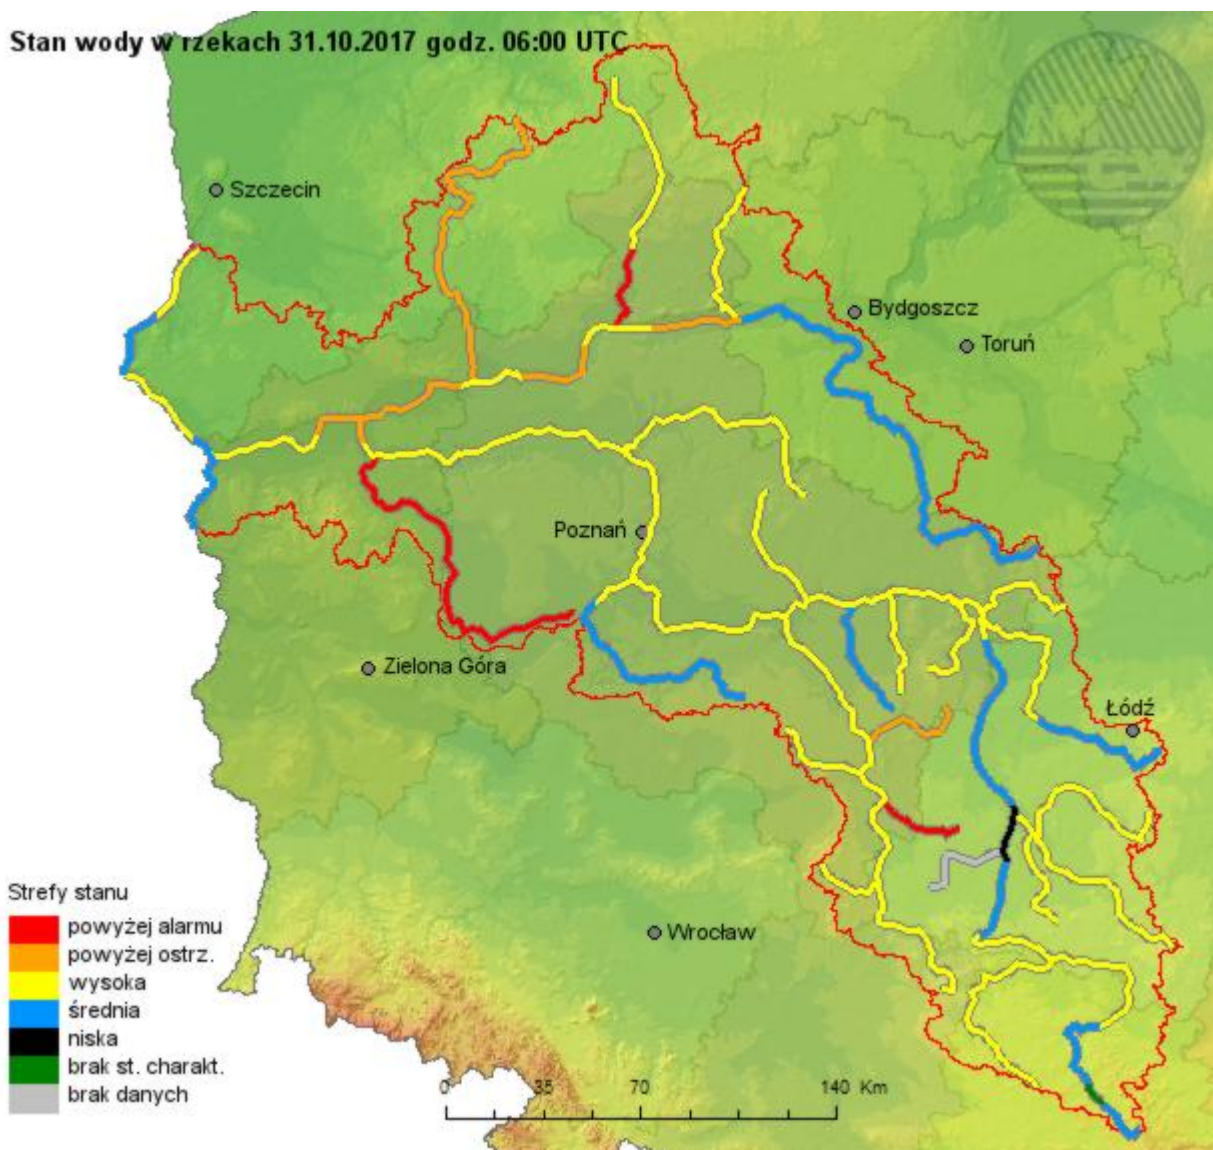 Stan wody w rzekach 31.10.2017 godz. 06:00 UTC
Szczecin
Bydgoszcz
Toruń
Poznań
Zielona Góra
Łódź
Wrocław
Strefy stanu
powyżej alarmu
powyżej ostrz.
wysoka
średnia
niska
brak st. charakt.
brak danych
0 35 70 140 Km